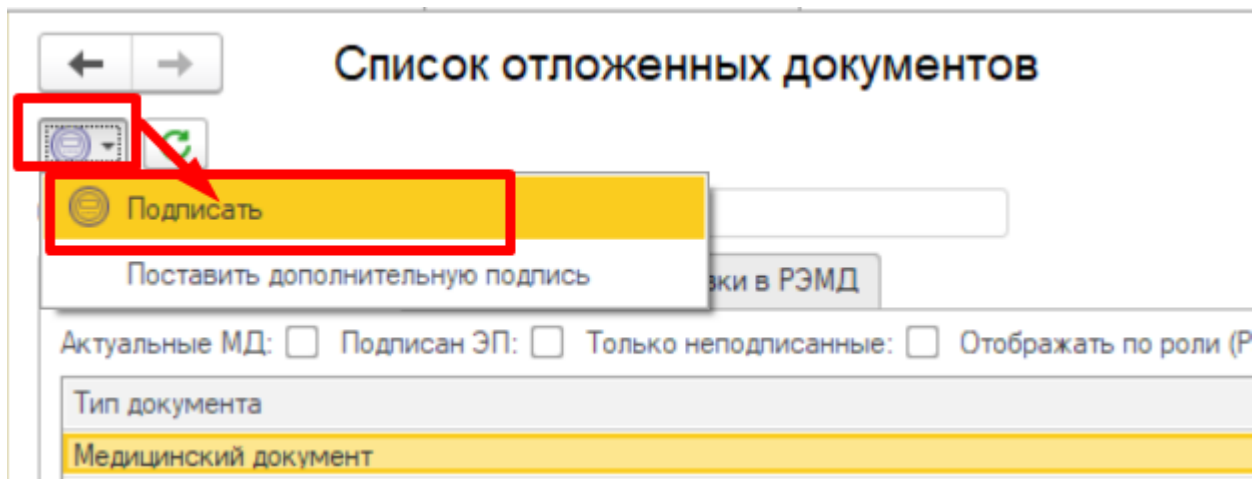 Список отложенных документов
Подписать
Поставить дополнительную подпись
в РЭМД
Актуальные МД: Подписан ЭП: Только неподписанные: Отображать по роли
Тип документа
Медицинский документ